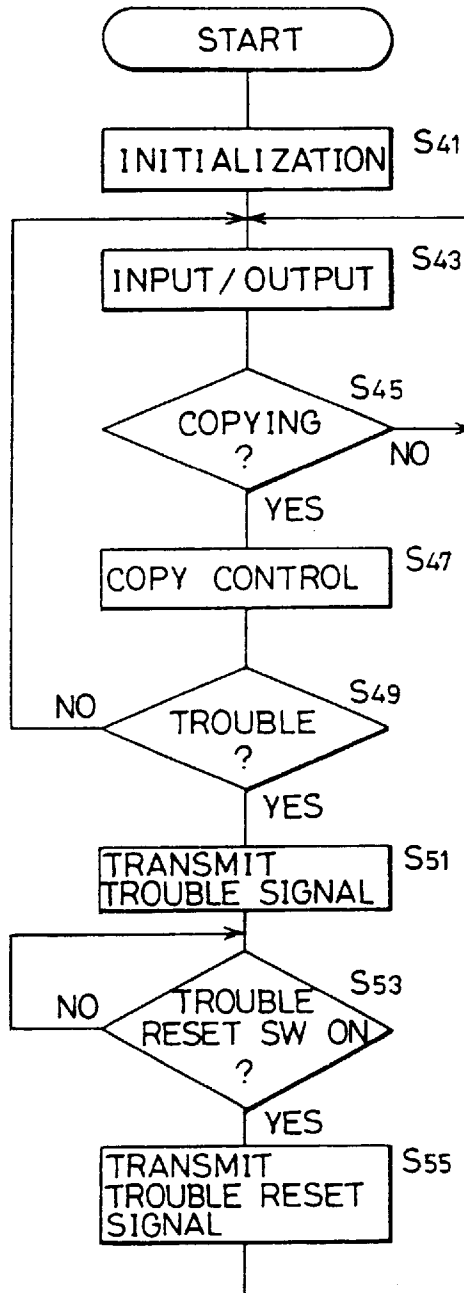 START
INITIALIZATION
S41
INPUT/OUTPUT
S43
S45
COPYING
?
NO
YES
COPY CONTROL
S47
S49
NO
TROUBLE
?
YES
TRANSMIT
TROUBLE SIGNAL
S51
S53
NO
TROUBLE
RESET SW ON
?
YES
TRANSMIT
TROUBLE RESET
SIGNAL
S55